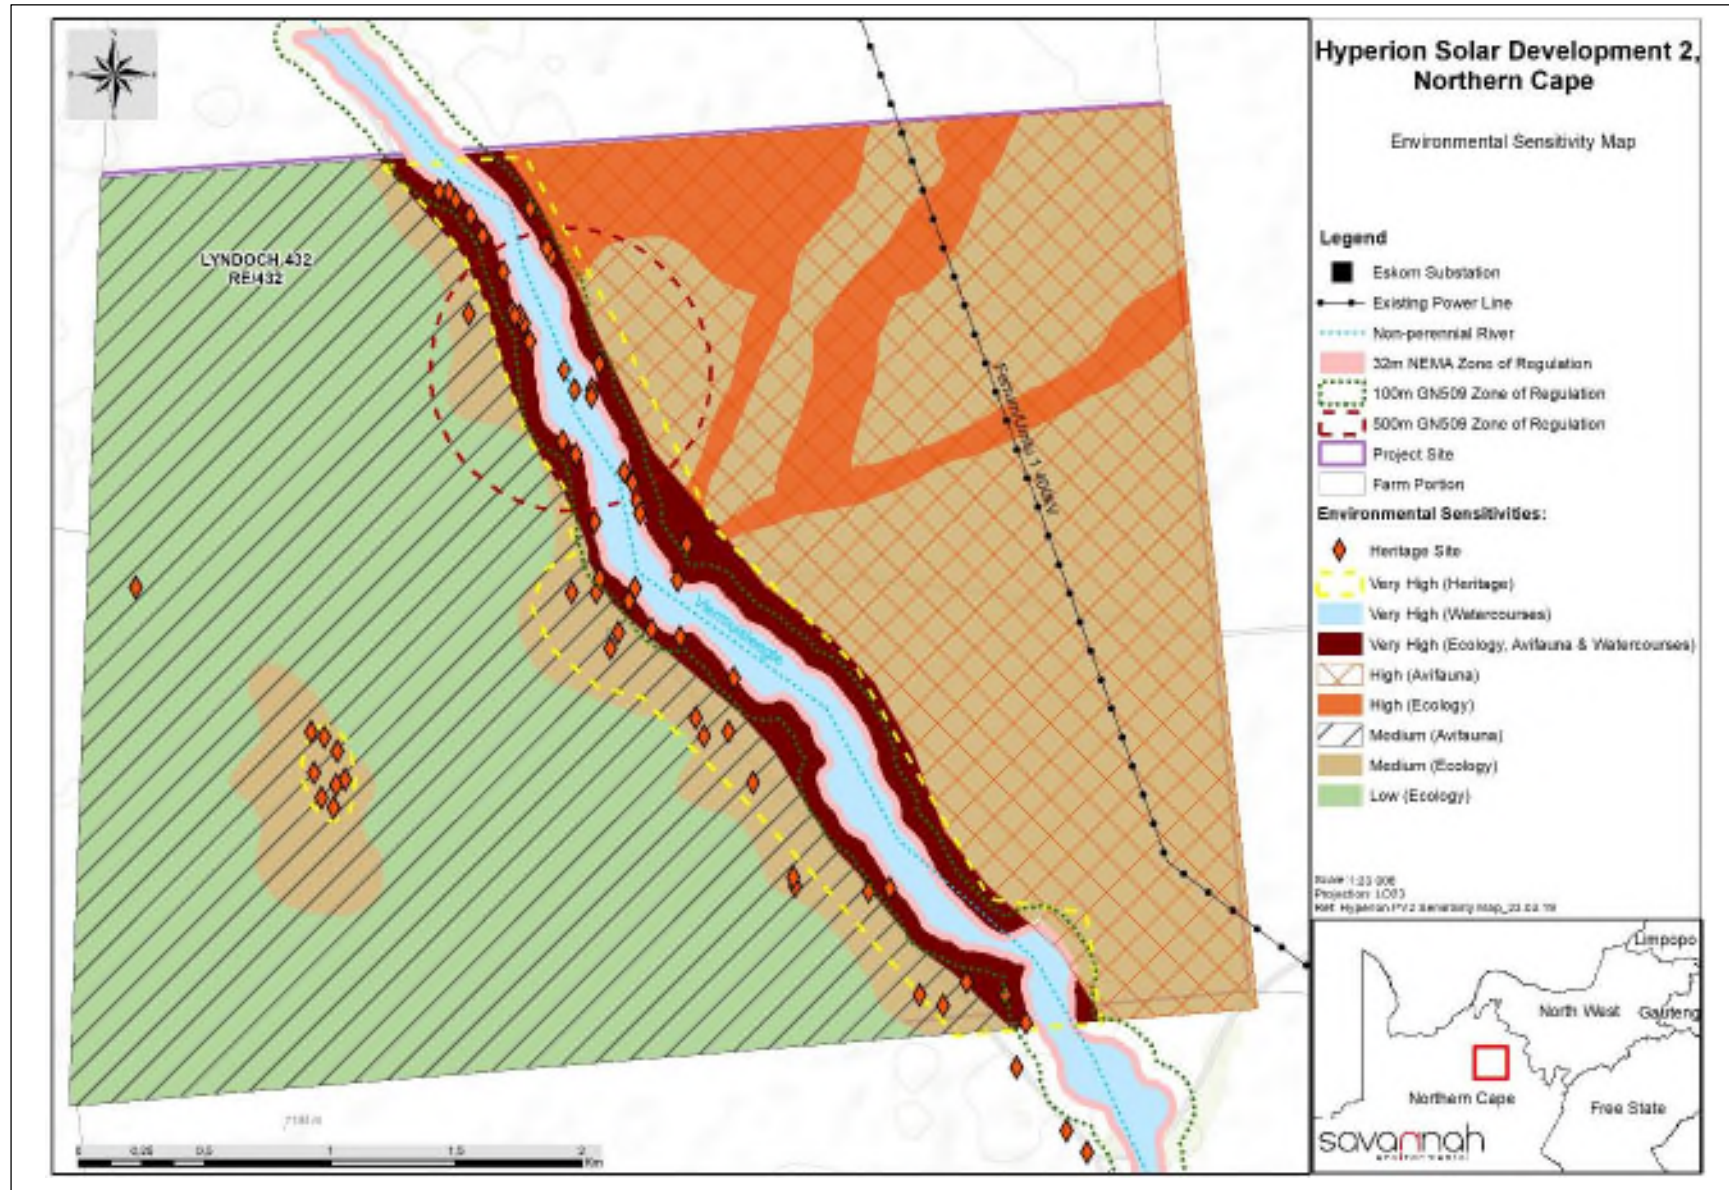 Hyperion Solar Development 2,
Northern Cape
Environmental Sensitivity Map
Legend
Eskom Substation
Existing Power Line
Non-perennial River
32m NEMA Zone of Regulation
100m GN509 Zone of Regulation
500m GN509 Zone of Regulation
Project Site
Farm Portion
Environmental Sensitivities:
Heritage Site
Very High (Heritage)
Very High (Watercourses)
Very High (Ecology, Avifauna & Watercourses)
High (Avifauna)
High (Ecology)
Medium (Avifauna)
Medium (Ecology)
Low (Ecology)
Projection: LO23
LYNDOCH 432
RE/432
0 0.25 0.5 1 1.5 2
Km
Limpopo
North West
Gauteng
Northern Cape
Free State
savannah
environmental